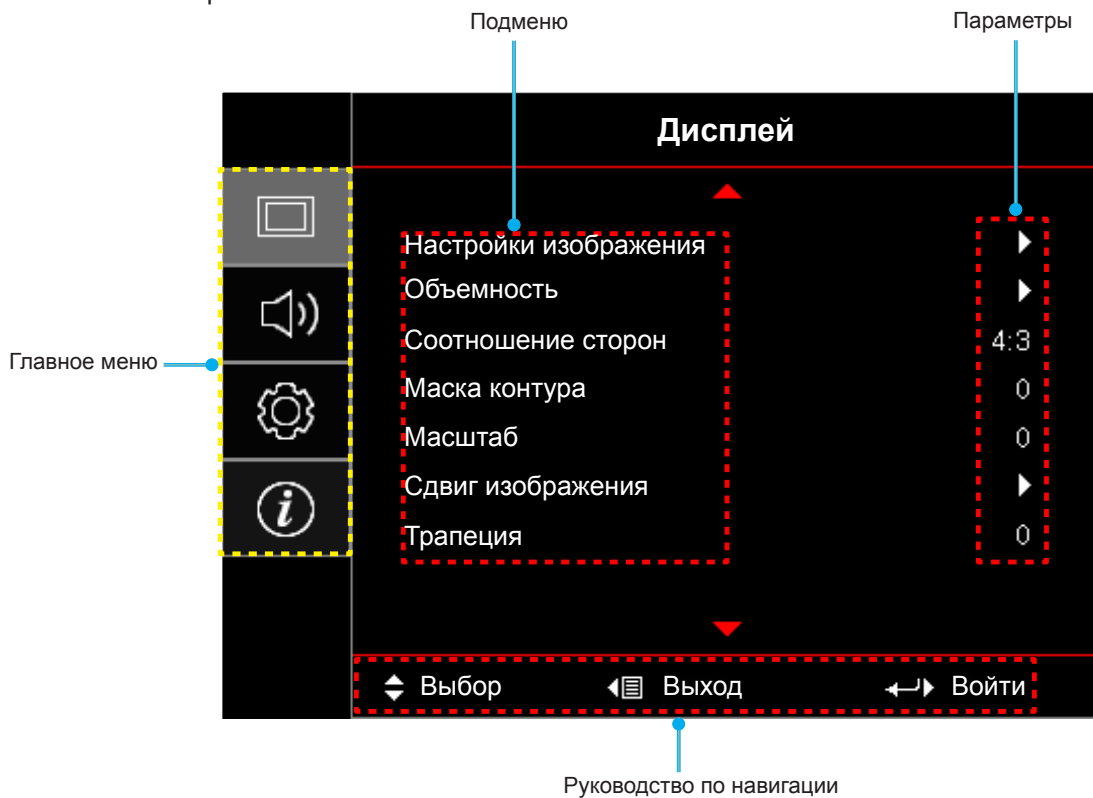 Подменю
Параметры
Дисплей
Настройки изображения
Объемность
Соотношение сторон 4:3
Главное меню
Маска контура 0
Масштаб 0
Сдвиг изображения
Трапеция 0
Выбор Выход Войти
Руководство по навигации